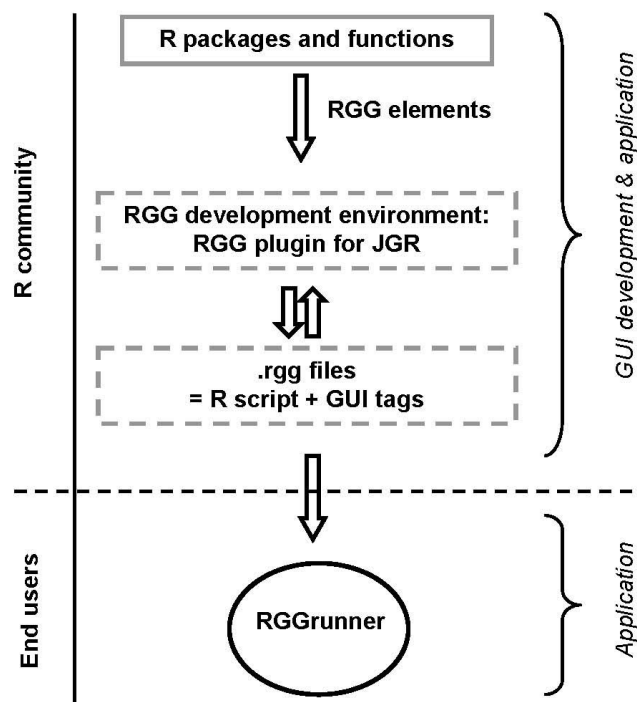 R packages and functions
RGG elements
RGG development environment:
RGG plugin for JGR
.rgg files
= R script + GUI tags
R community
GUI development & application
RGGrunner
End users
Application